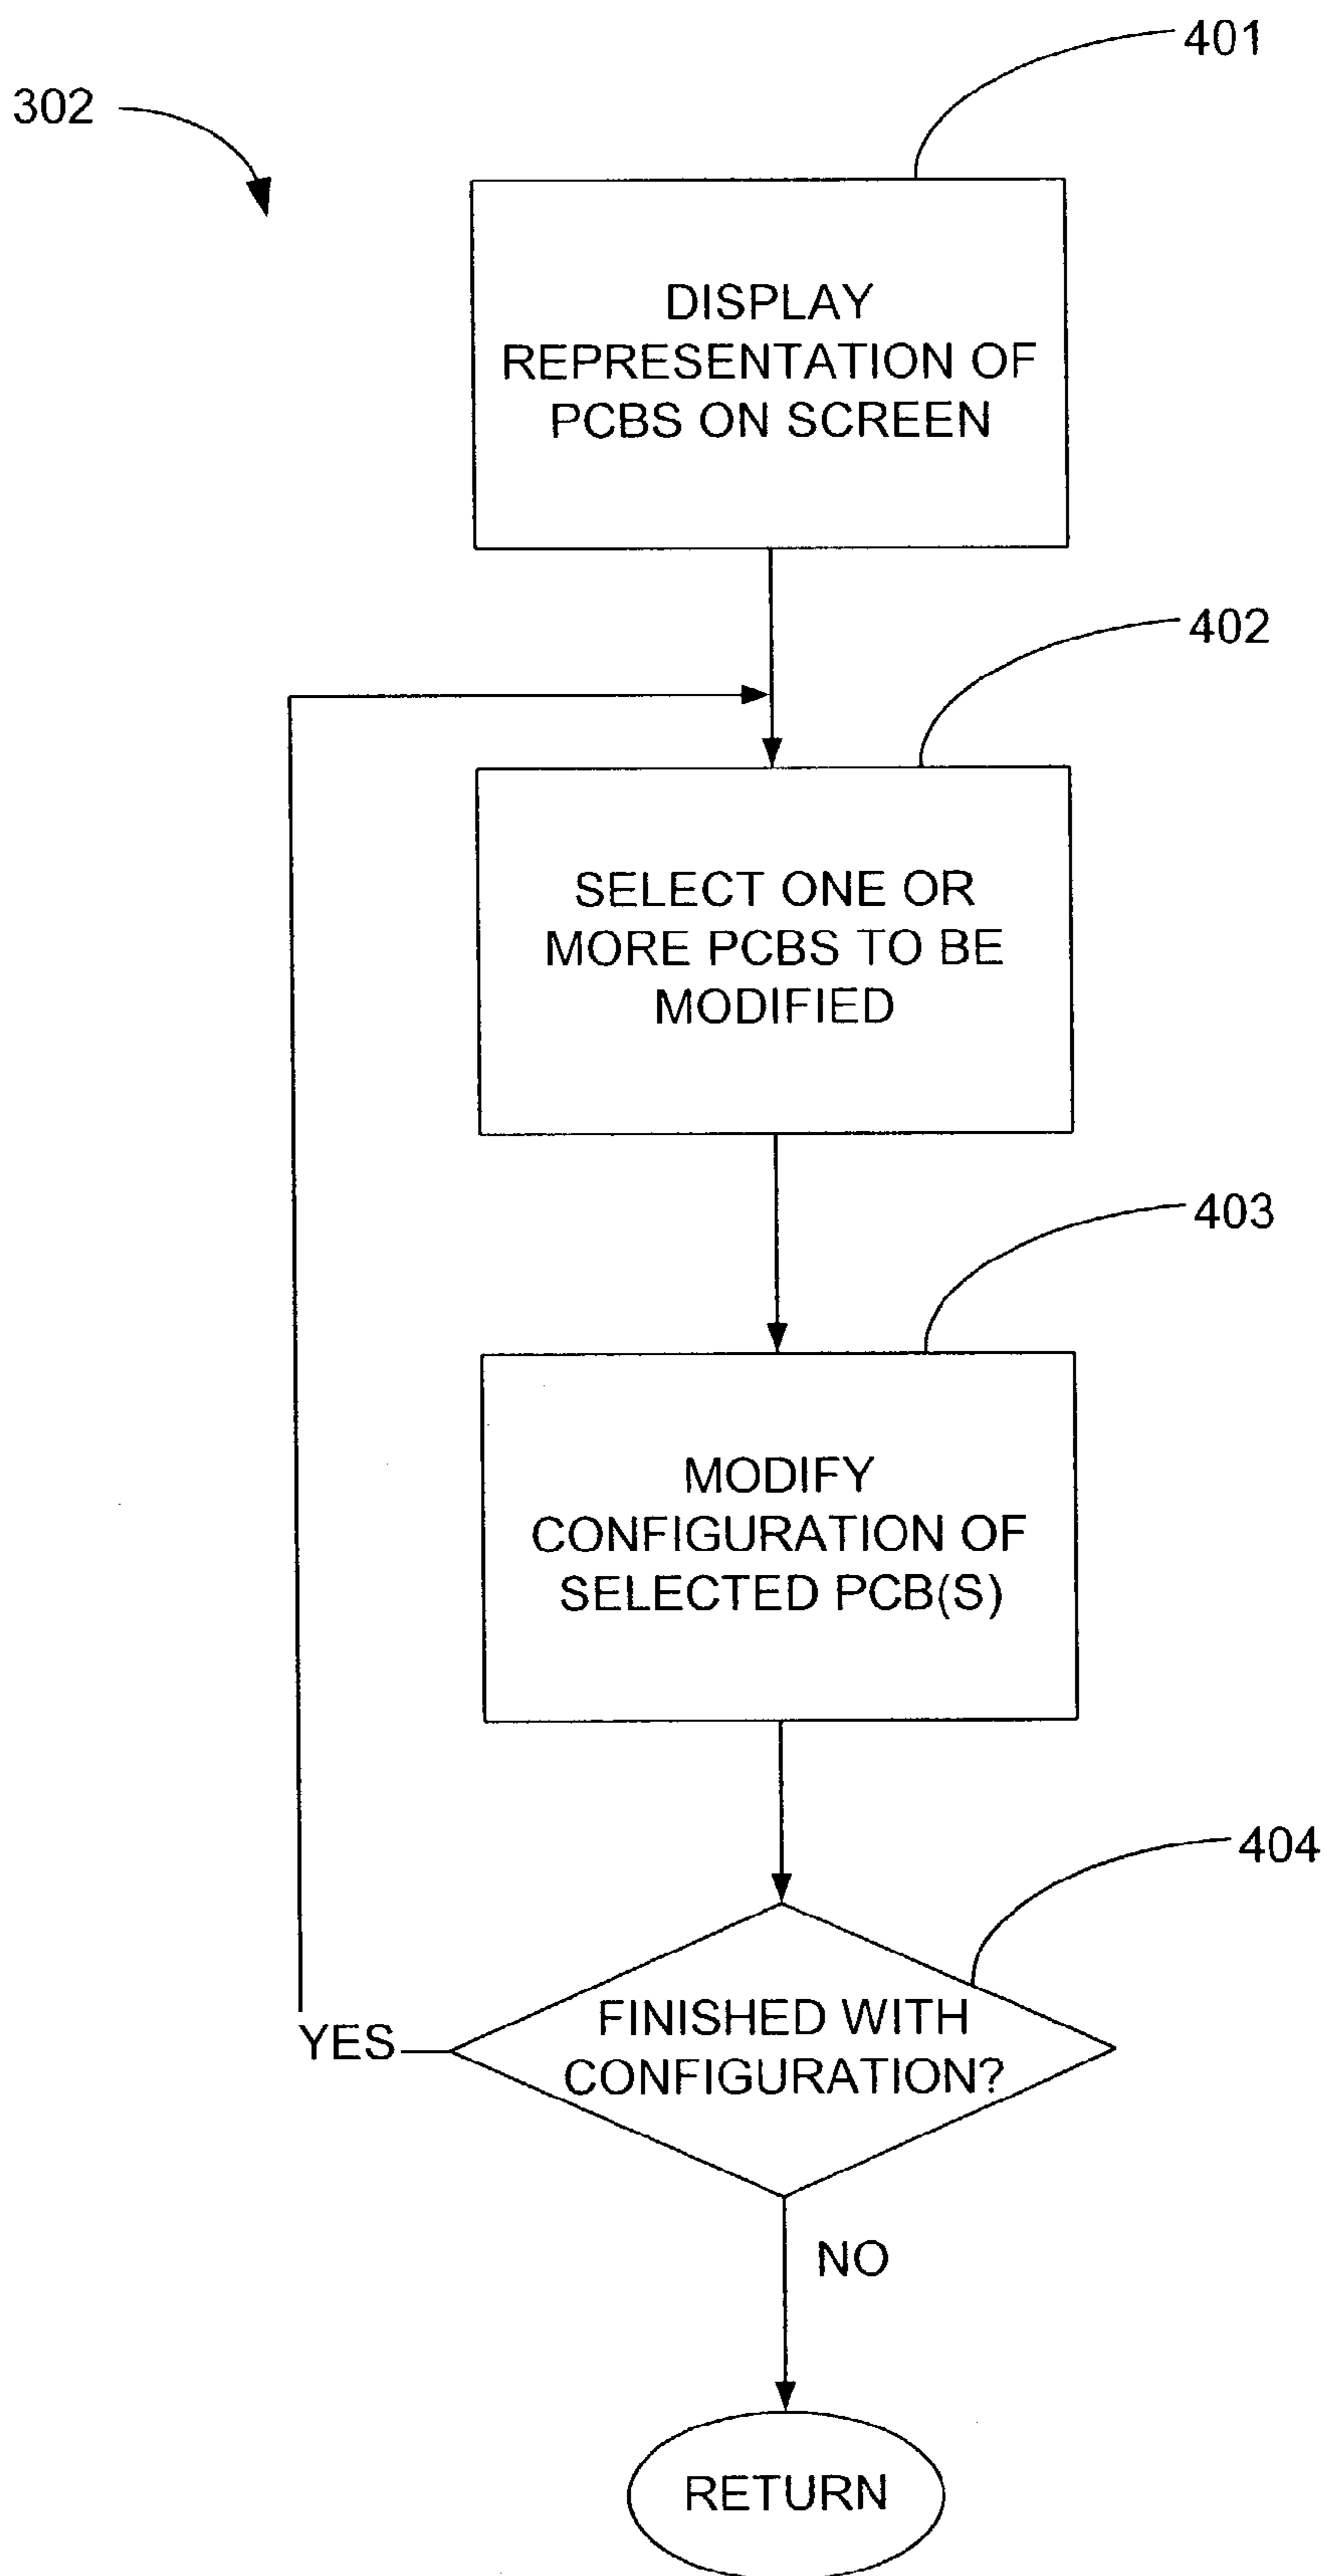 401
302
DISPLAY
REPRESENTATION OF
PCBS ON SCREEN
402
SELECT ONE OR
MORE PCBS TO BE
MODIFIED
403
MODIFY
CONFIGURATION OF
SELECTED PCB(S)
404
FINISHED WITH
CONFIGURATION?
YES
NO
RETURN